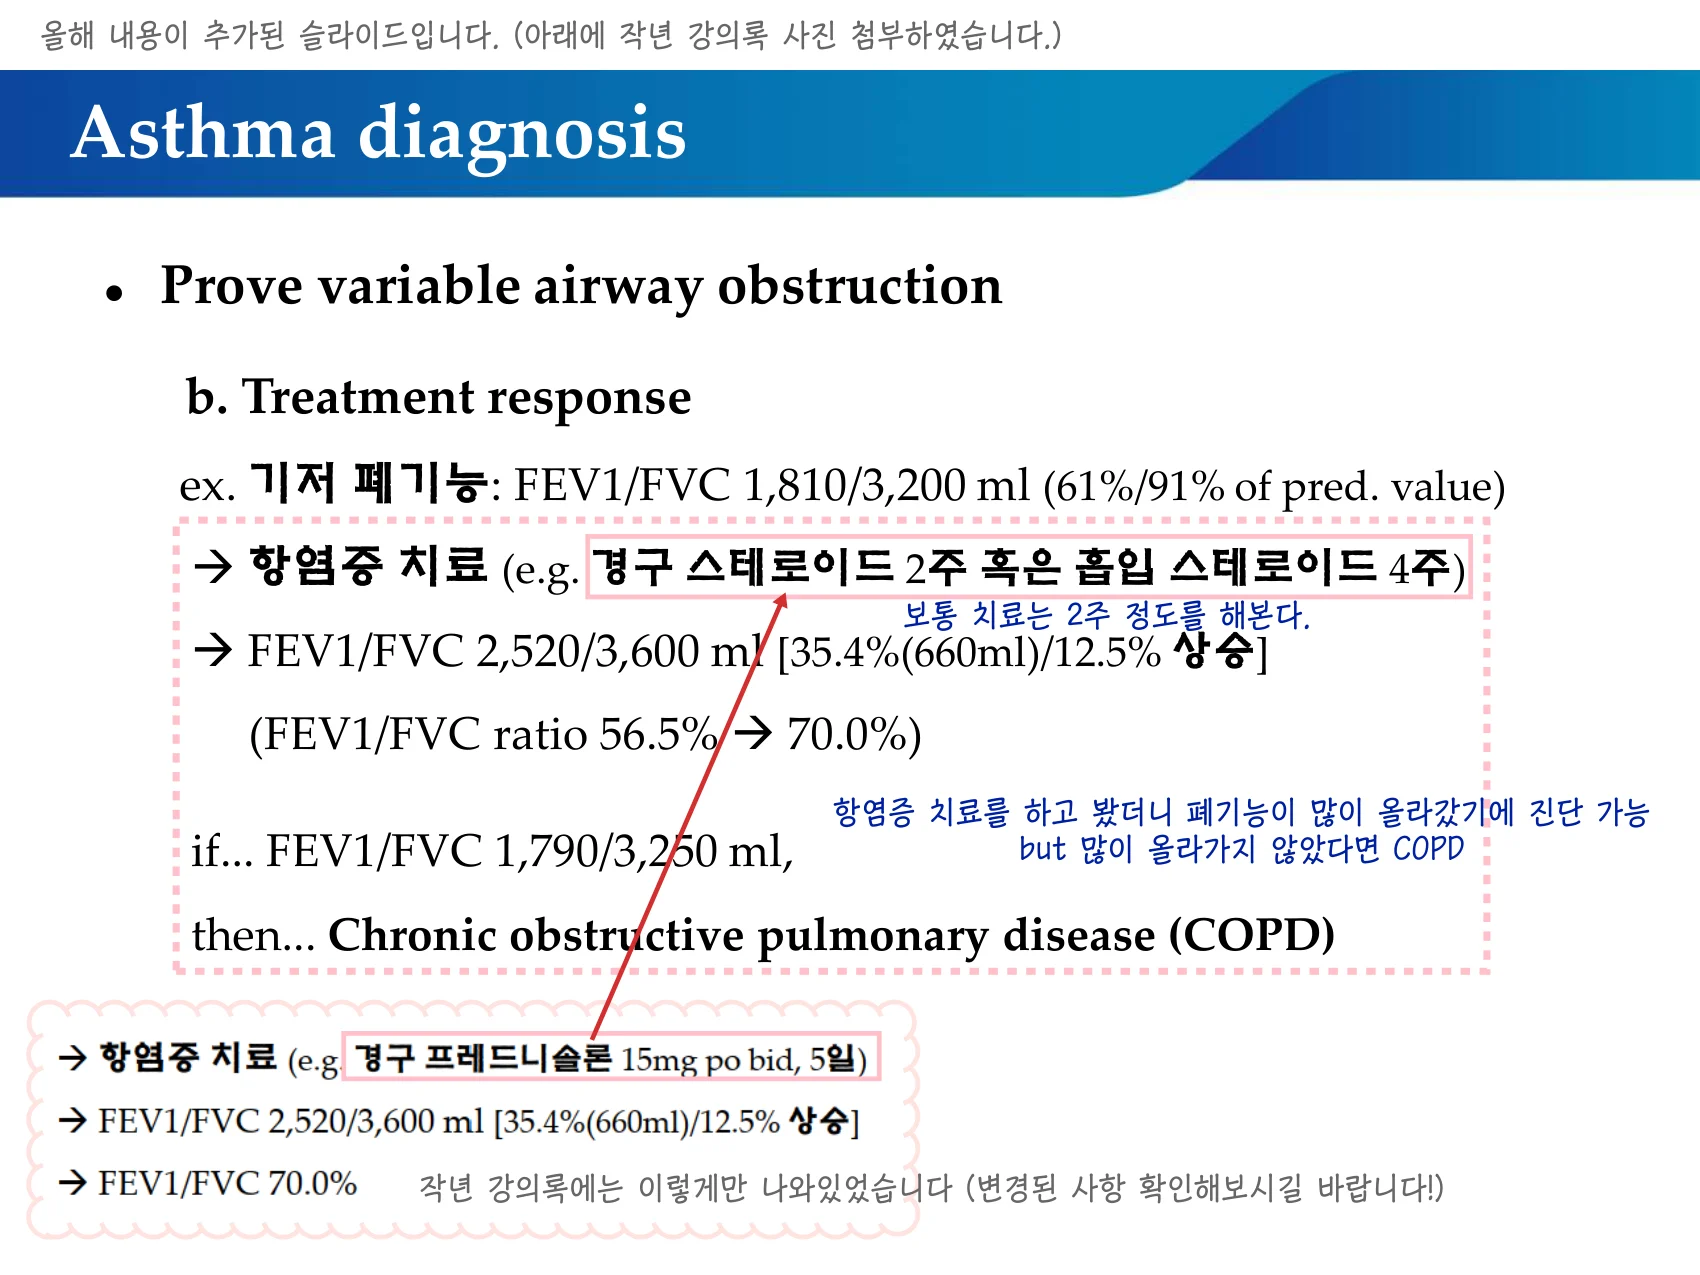 올해 내용이 추가된 슬라이드입니다. (아래에 작년 강의록 사진 첨부하였습니다.)
Asthma diagnosis
• Prove variable airway obstruction
b. Treatment response
ex. 기저 폐기능: FEV1/FVC 1,810/3,200 ml (61%/91% of pred. value)
→ 항염증 치료 (e.g. 경구 스테로이드 2주 혹은 흡입 스테로이드 4주)
보통 치료는 2주 정도를 해본다.
→ FEV1/FVC 2,520/3,600 ml [35.4%(660ml)/12.5% 상승]
(FEV1/FVC ratio 56.5% → 70.0%)
항염증 치료를 하고 봤더니 폐기능이 많이 올라갔기에 진단 가능
but 많이 올라가지 않았다면 COPD
if... FEV1/FVC 1,790/3,250 ml,
then... Chronic obstructive pulmonary disease (COPD)
→ 항염증 치료 (e.g. 경구 프레드니솔론 15mg po bid, 5일)
→ FEV1/FVC 2,520/3,600 ml [35.4%(660ml)/12.5% 상승]
→ FEV1/FVC 70.0%
작년 강의록에는 이렇게만 나와있었습니다 (변경된 사항 확인해보시길 바랍니다!)